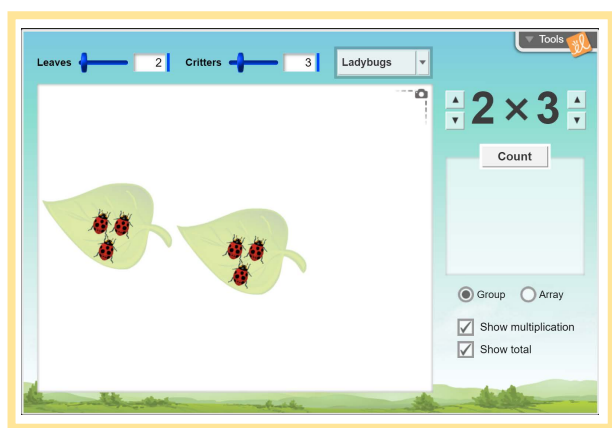 Tools
Leaves 2 Critters 3 Ladybugs
2 × 3
Count
Group Array
Show multiplication
Show total